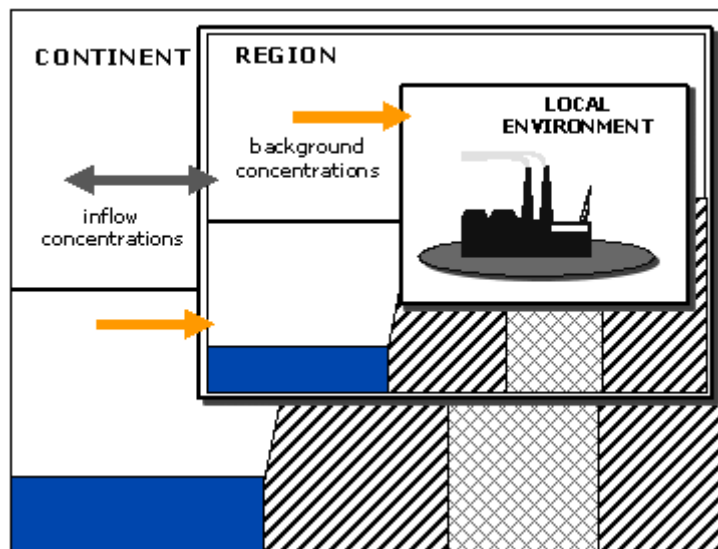 CONTINENT
REGION
LOCAL
ENVIRONMENT
background
concentrations
inflow
concentrations